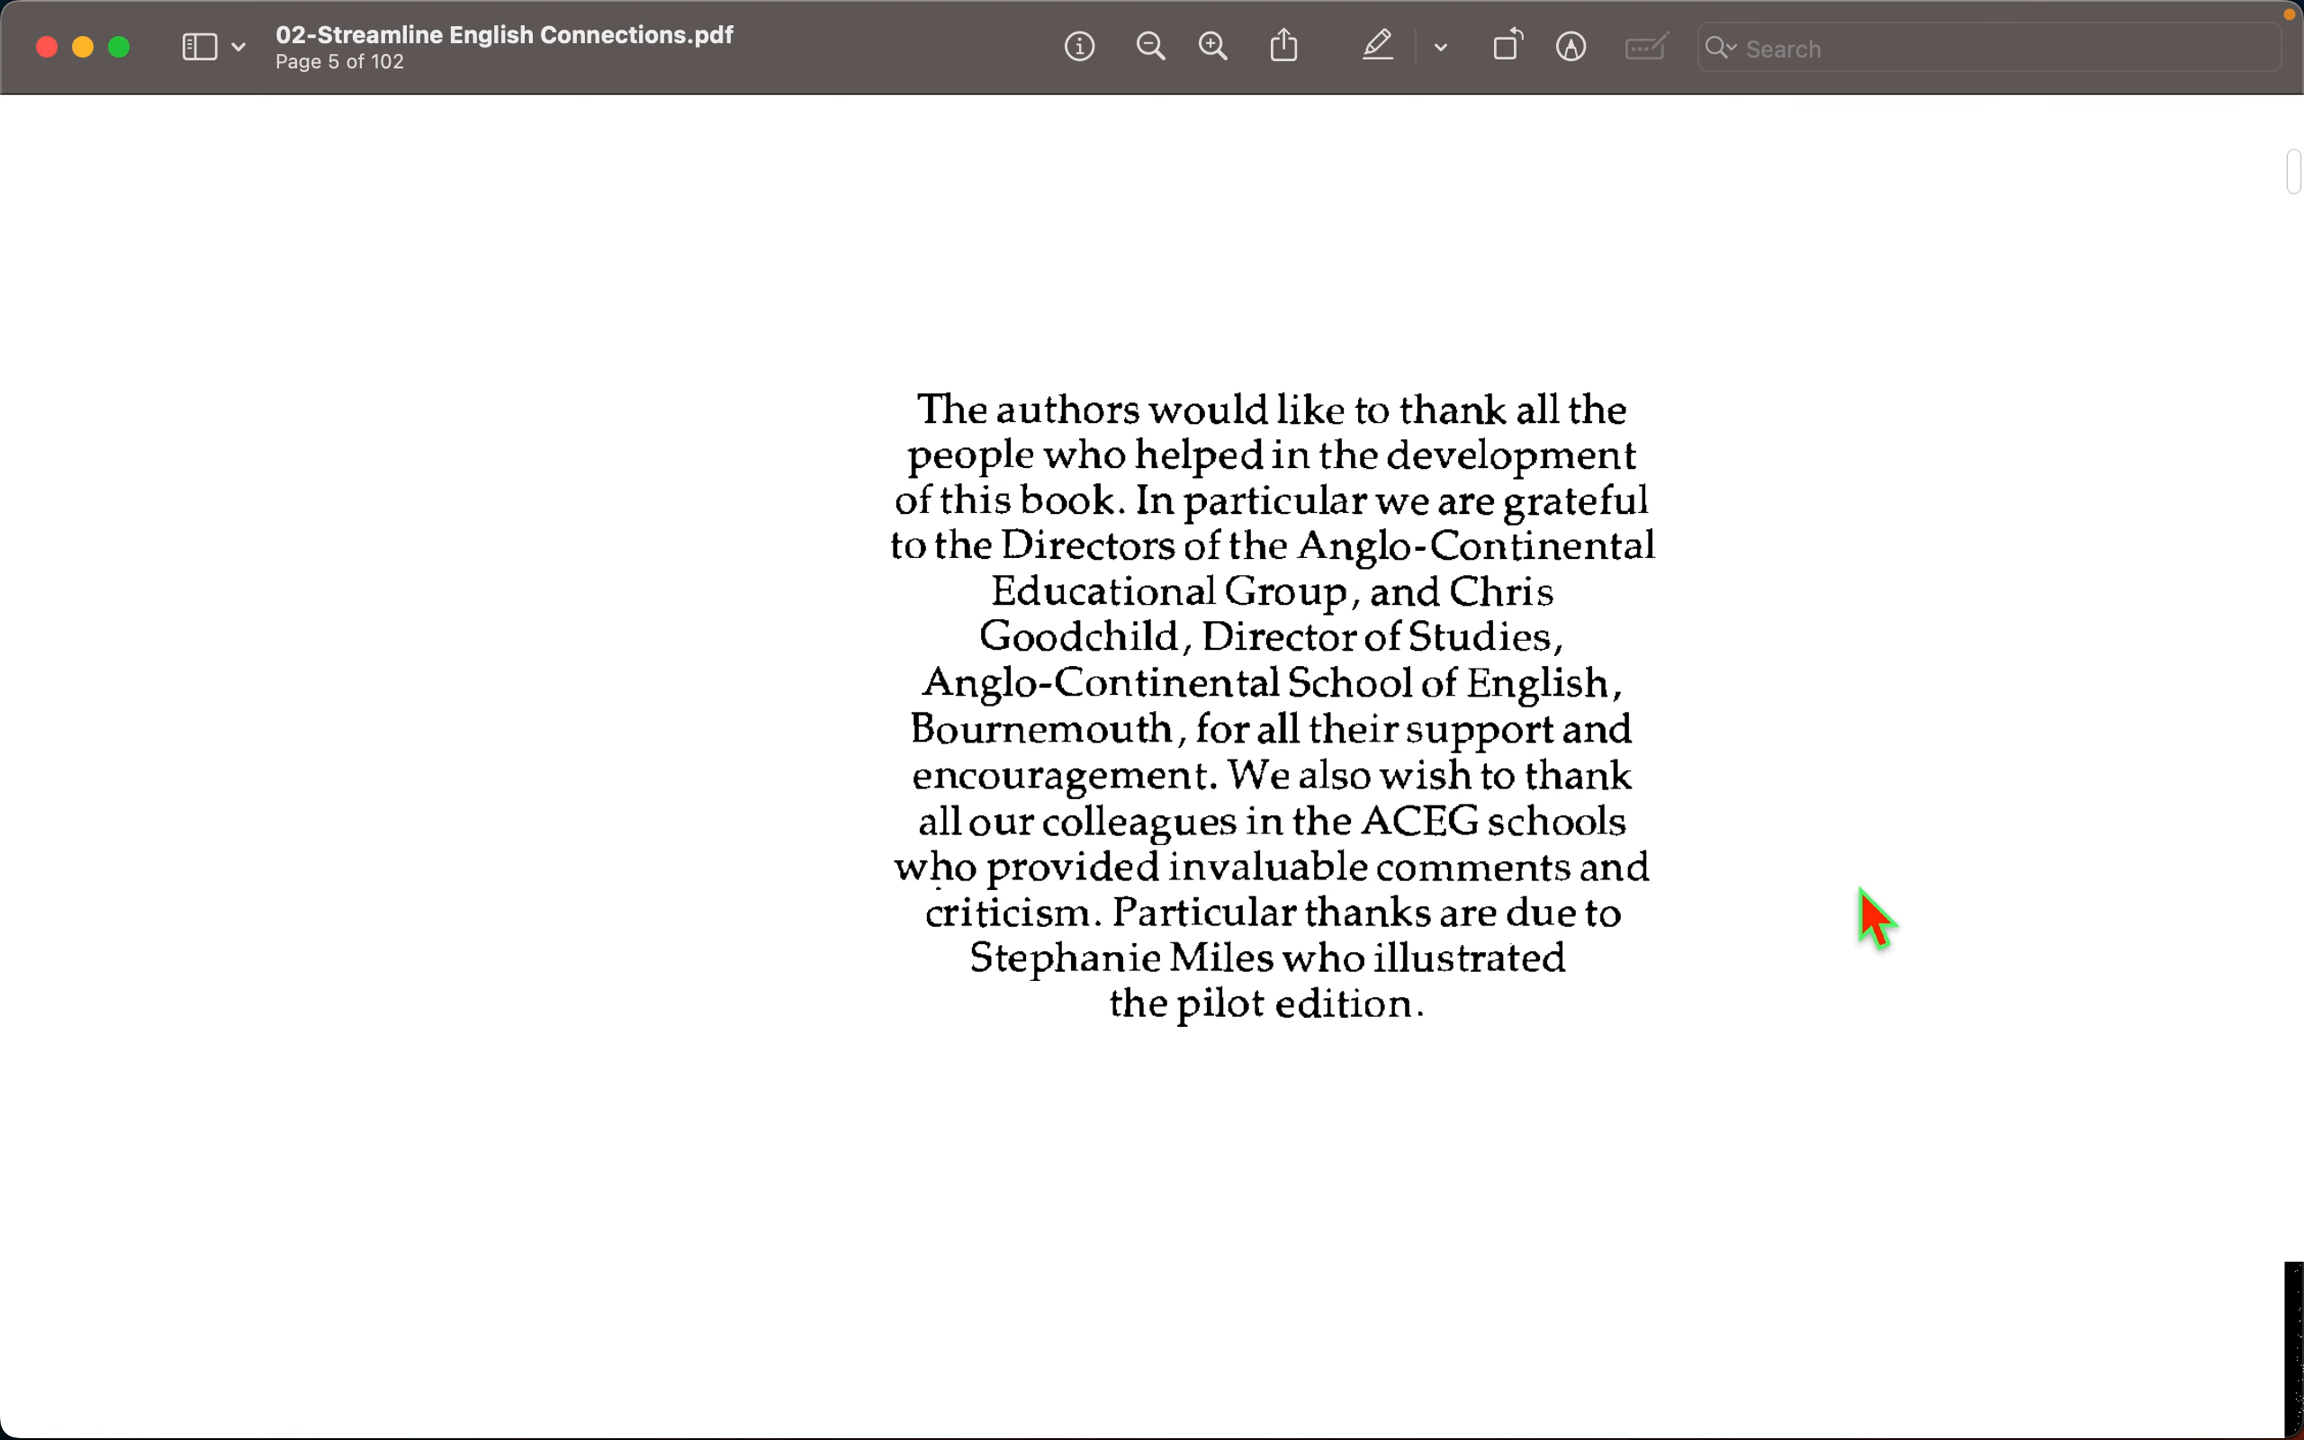 02-Streamline English Connections.pdf
Page 5 of 102
Search
The authors would like to thank all the
people who helped in the development
of this book. In particular we are grateful
to the Directors of the Anglo-Continental
Educational Group, and Chris
Goodchild, Director of Studies,
Anglo-Continental School of English,
Bournemouth, for all their support and
encouragement. We also wish to thank
all our colleagues in the ACEG schools
who provided invaluable comments and
criticism. Particular thanks are due to
Stephanie Miles who illustrated
the pilot edition.